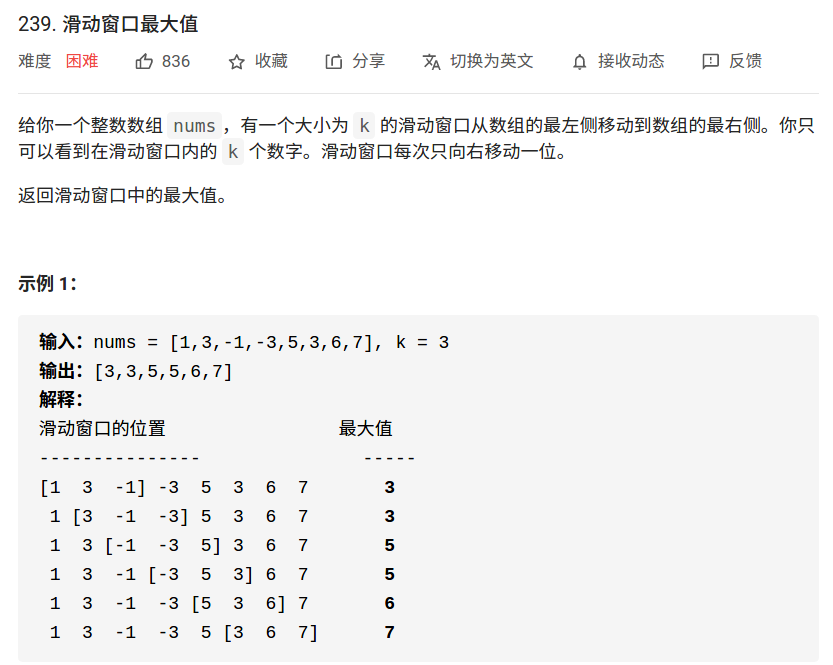 239. 滑动窗口最大值
难度 困难 836 收藏 分享 切换为英文 接收动态 反馈
给你一个整数数组 nums，有一个大小为 k 的滑动窗口从数组的最左侧移动到数组的最右侧。你只
可以看到在滑动窗口内的 k 个数字。滑动窗口每次只向右移动一位。
返回滑动窗口中的最大值。
示例 1：
输入：nums = [1,3,-1,-3,5,3,6,7], k = 3
输出：[3,3,5,5,6,7]
解释：
滑动窗口的位置                最大值
---------------               -----
[1  3  -1] -3  5  3  6  7       3
 1 [3  -1  -3] 5  3  6  7       3
 1  3 [-1  -3  5] 3  6  7       5
 1  3  -1 [-3  5  3] 6  7       5
 1  3  -1  -3 [5  3  6] 7       6
 1  3  -1  -3  5 [3  6  7]      7